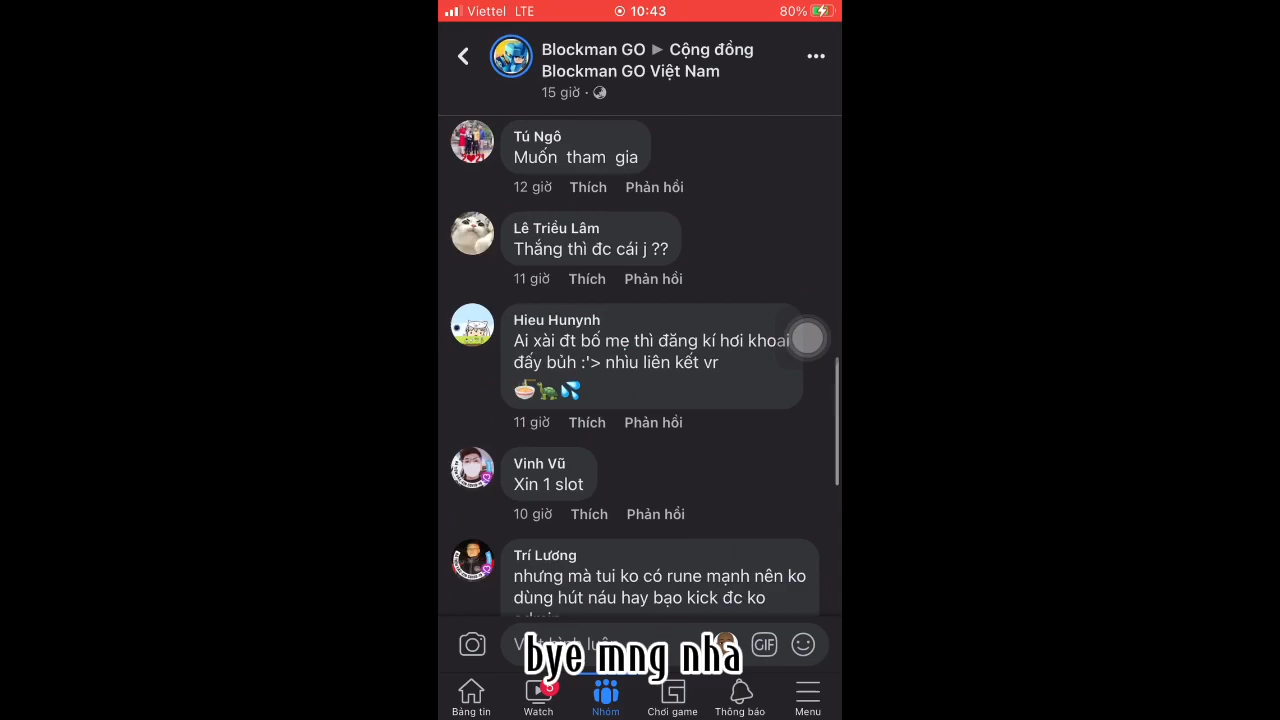 Viettel LTE 10:43 80%
Blockman GO ▶ Cộng đồng
Blockman GO Việt Nam
15 giờ ·
Tú Ngô
Muốn tham gia
12 giờ Thích Phản hồi
Lê Triều Lâm
Thắng thì đc cái j ??
11 giờ Thích Phản hồi
Hieu Hunynh
Ai xài đt bố mẹ thì đăng kí hơi khoai
đấy bủh :'> nhìu liên kết vr
🍜🐢💦
11 giờ Thích Phản hồi
Vinh Vũ
Xin 1 slot
10 giờ Thích Phản hồi
Trí Lương
nhưng mà tui ko có rune mạnh nên ko
dùng hút náu hay bạo kick đc ko
GIF
bye mng nha
5
Bảng tin Watch Nhóm Chơi game Thông báo Menu